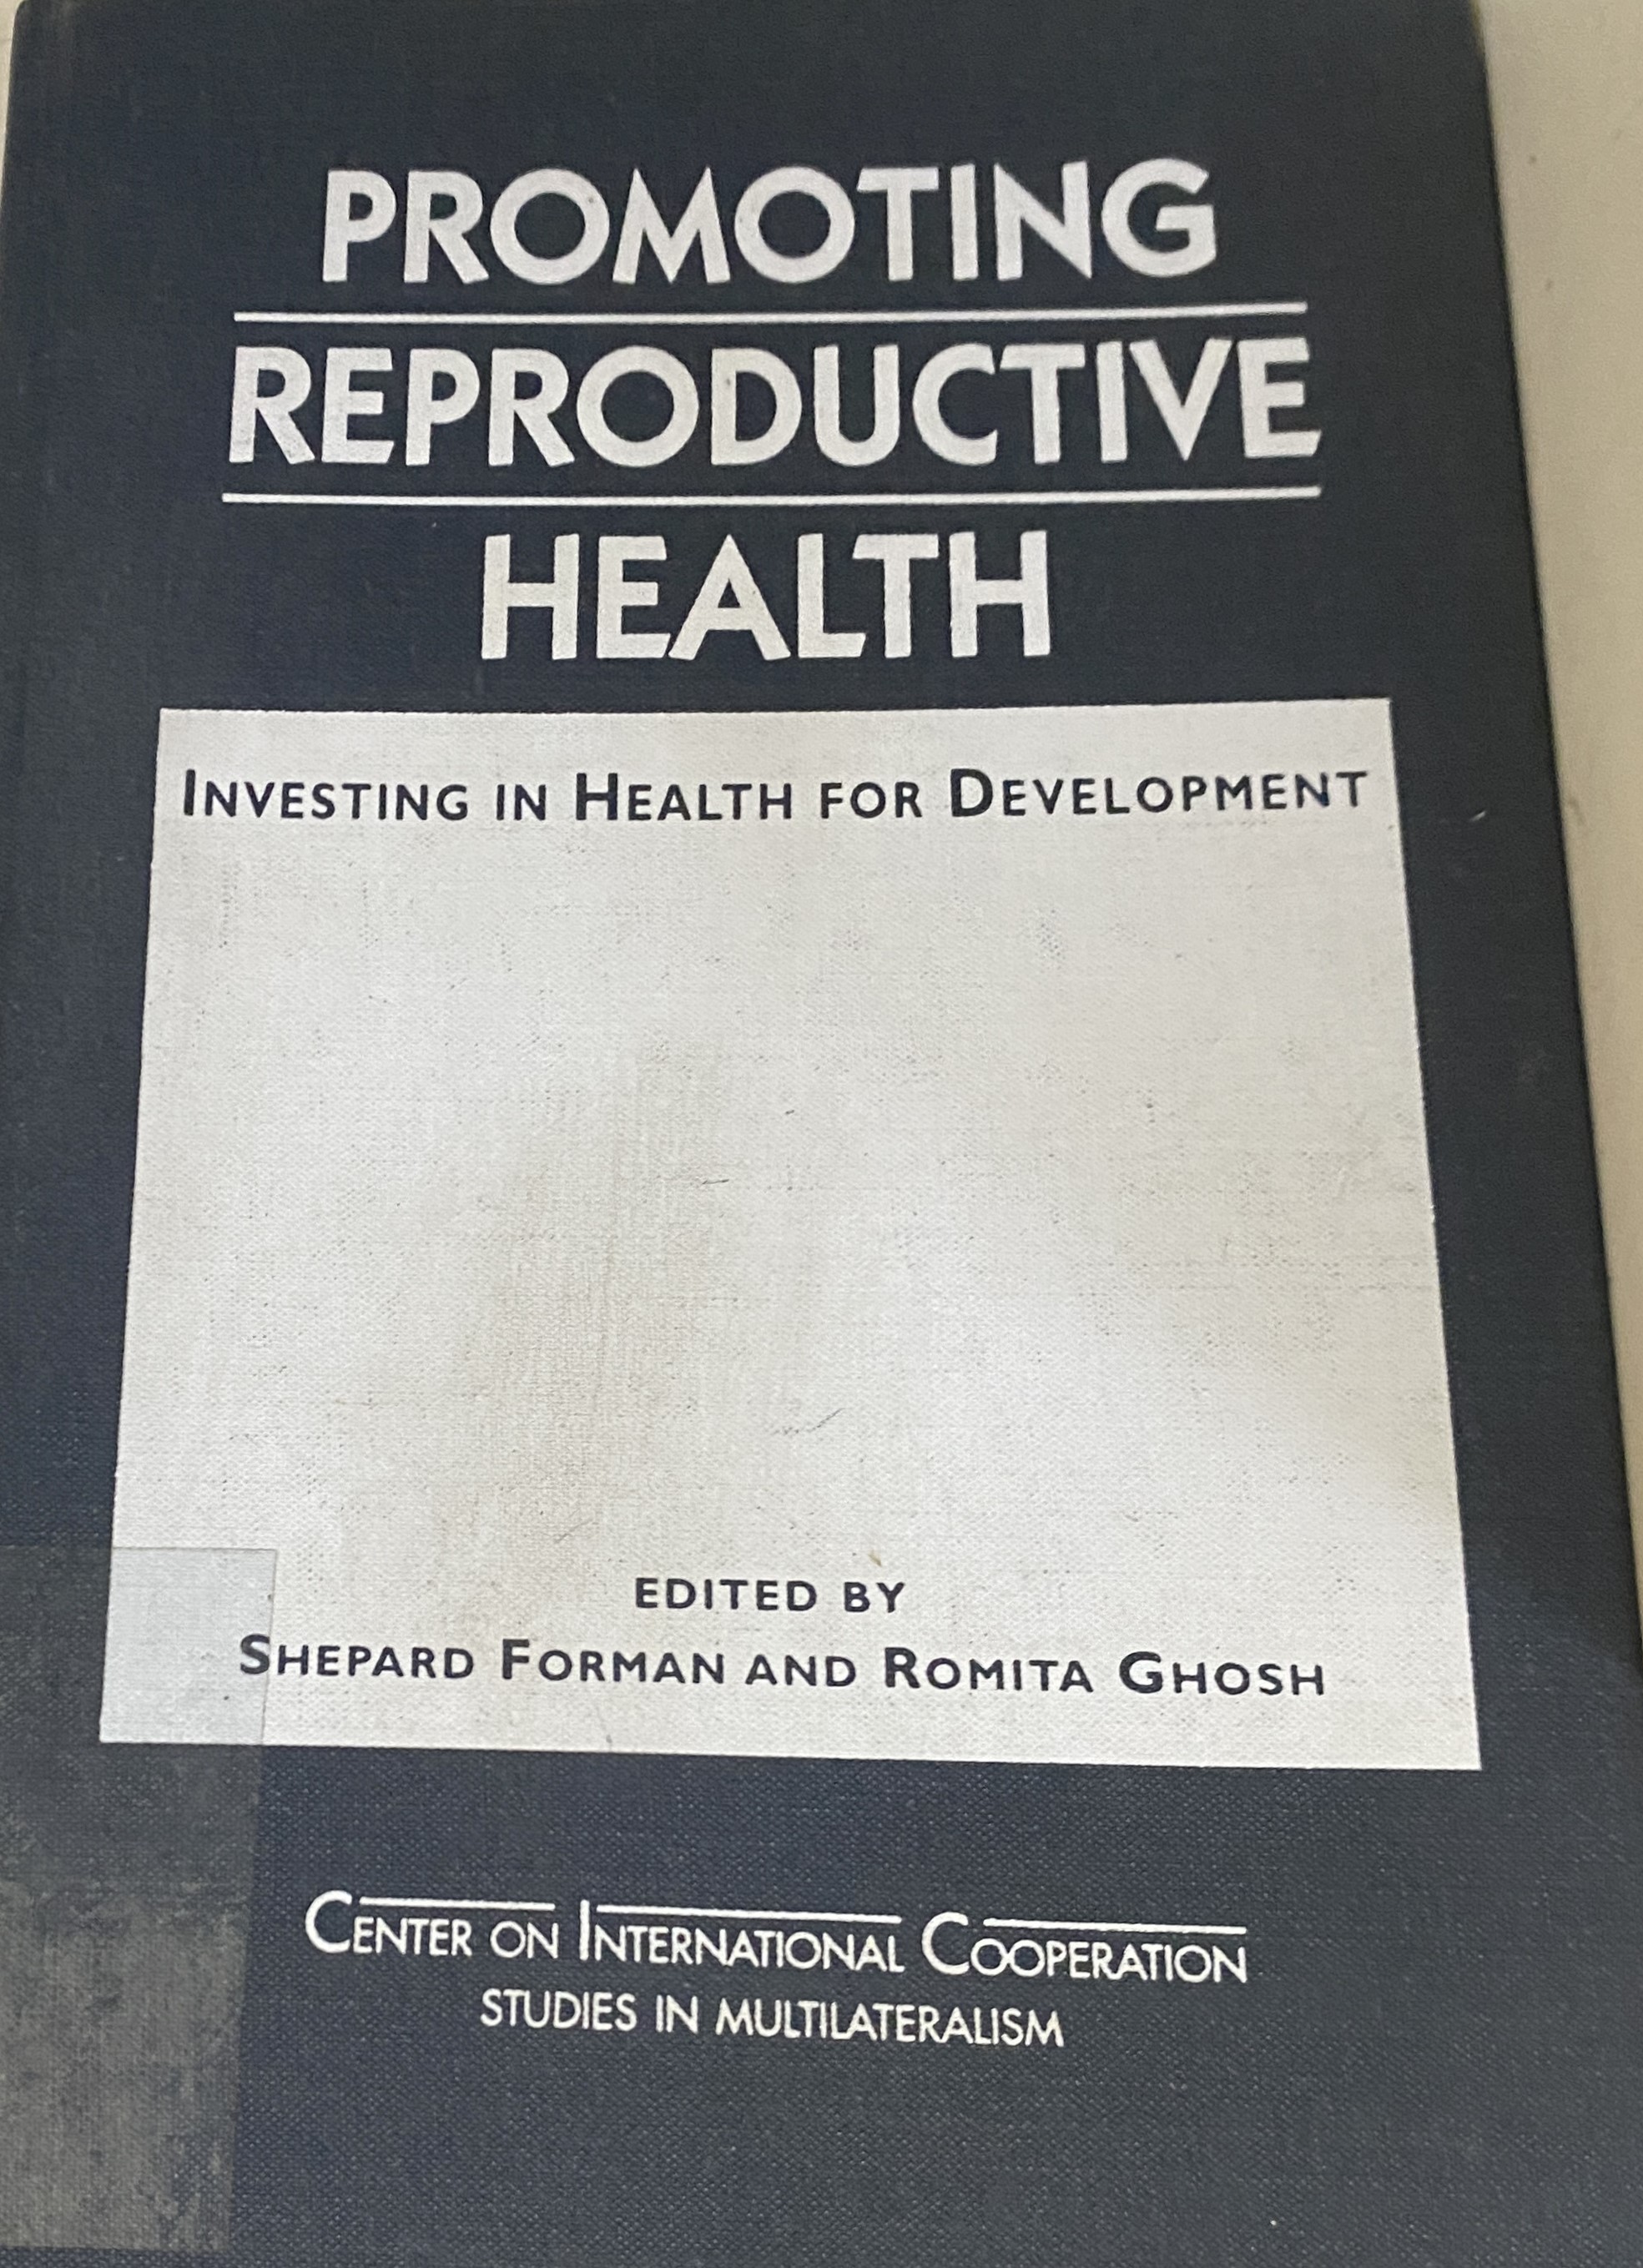 PROMOTING
REPRODUCTIVE
HEALTH
INVESTING IN HEALTH FOR DEVELOPMENT
EDITED BY
SHEPARD FORMAN AND ROMITA GHOSH
CENTER ON INTERNATIONAL COOPERATION
STUDIES IN MULTILATERALISM